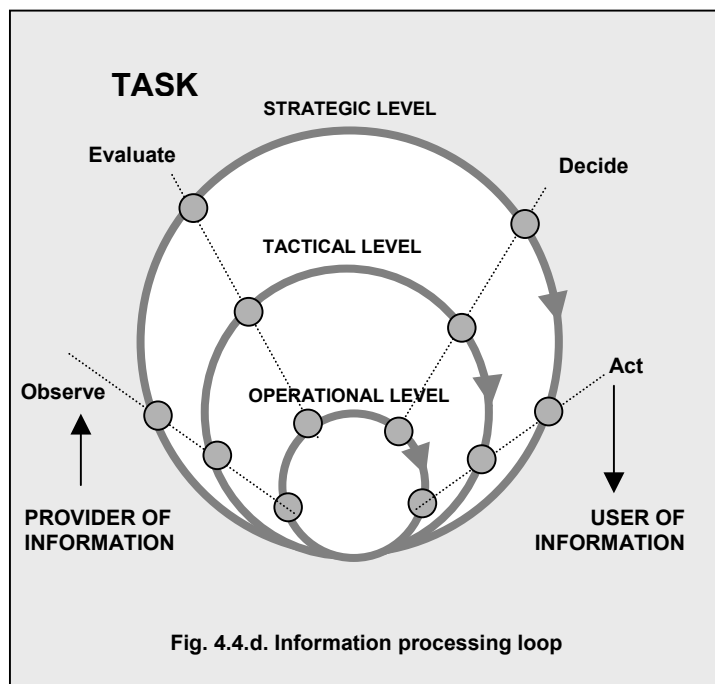 TASK
STRATEGIC LEVEL
Evaluate
Decide
TACTICAL LEVEL
Act
Observe
OPERATIONAL LEVEL
PROVIDER OF
INFORMATION
USER OF
INFORMATION
Fig. 4.4.d. Information processing loop